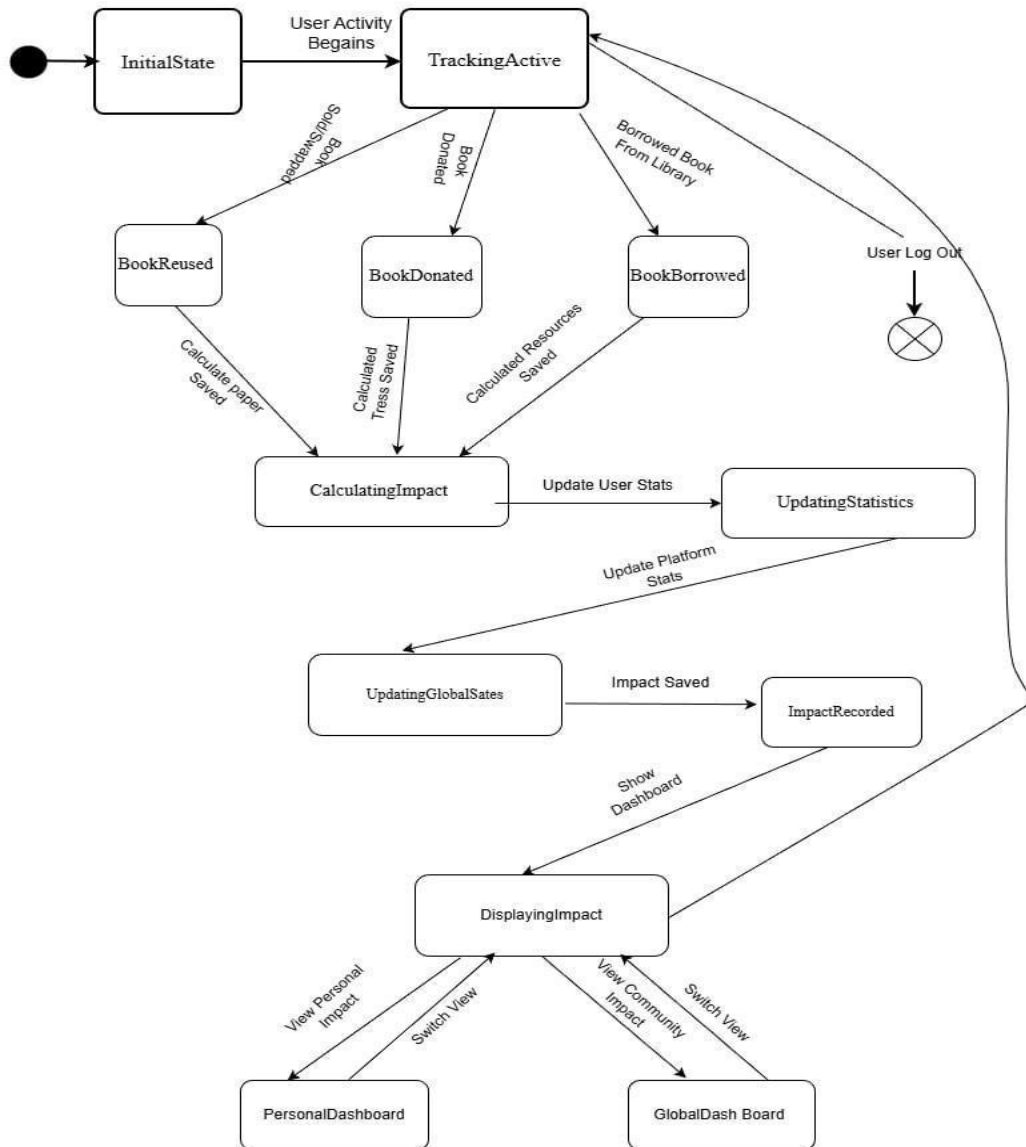 User Activity
Begains
InitialState
TrackingActive
Book
Sold/Swapped
Book
Donated
Borrowed Book
From Library
User Log Out
BookReused
BookDonated
BookBorrowed
Calculate paper
Saved
Calculated
Tress Saved
Calculated Resources
Saved
CalculatingImpact
Update User Stats
UpdatingStatistics
Update Platform
Stats
UpdatingGlobalSates
Impact Saved
ImpactRecorded
Show
Dashboard
DisplayingImpact
View Personal
Impact
Switch View
View Community
Impact
Switch View
PersonalDashboard
GlobalDash Board